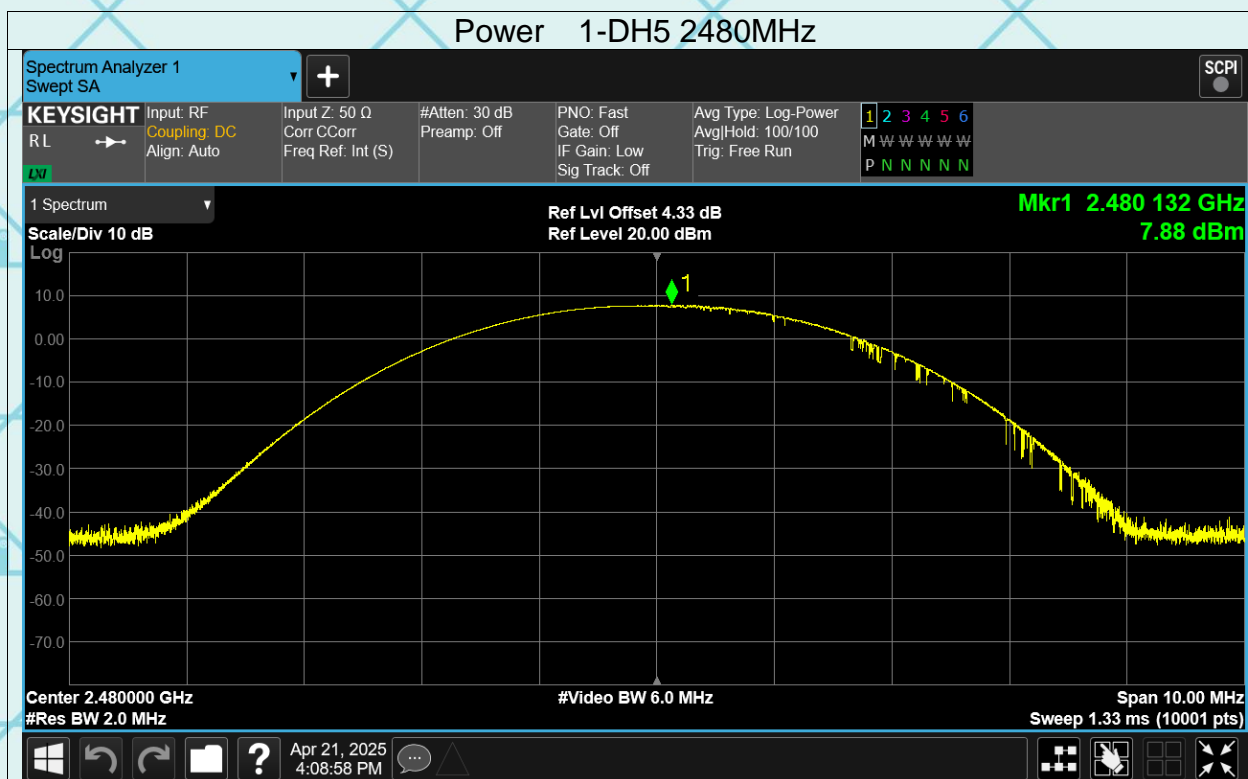 Power 1-DH5 2480MHz
Spectrum Analyzer 1
Swept SA
SCPI
KEYSIGHT
RL
LXI
Input: RF
Coupling: DC
Align: Auto
Input Z: 50 Ω
Corr CCorr
Freq Ref: Int (S)
#Atten: 30 dB
Preamp: Off
PNO: Fast
Gate: Off
IF Gain: Low
Sig Track: Off
Avg Type: Log-Power
Avg|Hold: 100/100
Trig: Free Run
1 2 3 4 5 6
M W W W W W
P N N N N N
1 Spectrum
Scale/Div 10 dB
Ref Lvl Offset 4.33 dB
Ref Level 20.00 dBm
Mkr1 2.480 132 GHz
7.88 dBm
Log
1
10.0
0.00
-10.0
-20.0
-30.0
-40.0
-50.0
-60.0
-70.0
Center 2.480000 GHz
#Video BW 6.0 MHz
Span 10.00 MHz
#Res BW 2.0 MHz
Sweep 1.33 ms (10001 pts)
?
Apr 21, 2025
4:08:58 PM